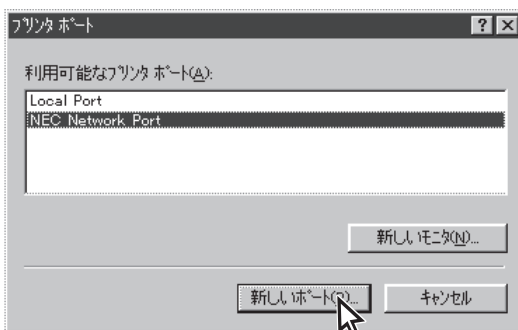 プリンタ ポート
利用可能なプリンタ ポート(A):
Local Port
NEC Network Port
新しいモニタ(N)...
新しいポート(P)...
キャンセル